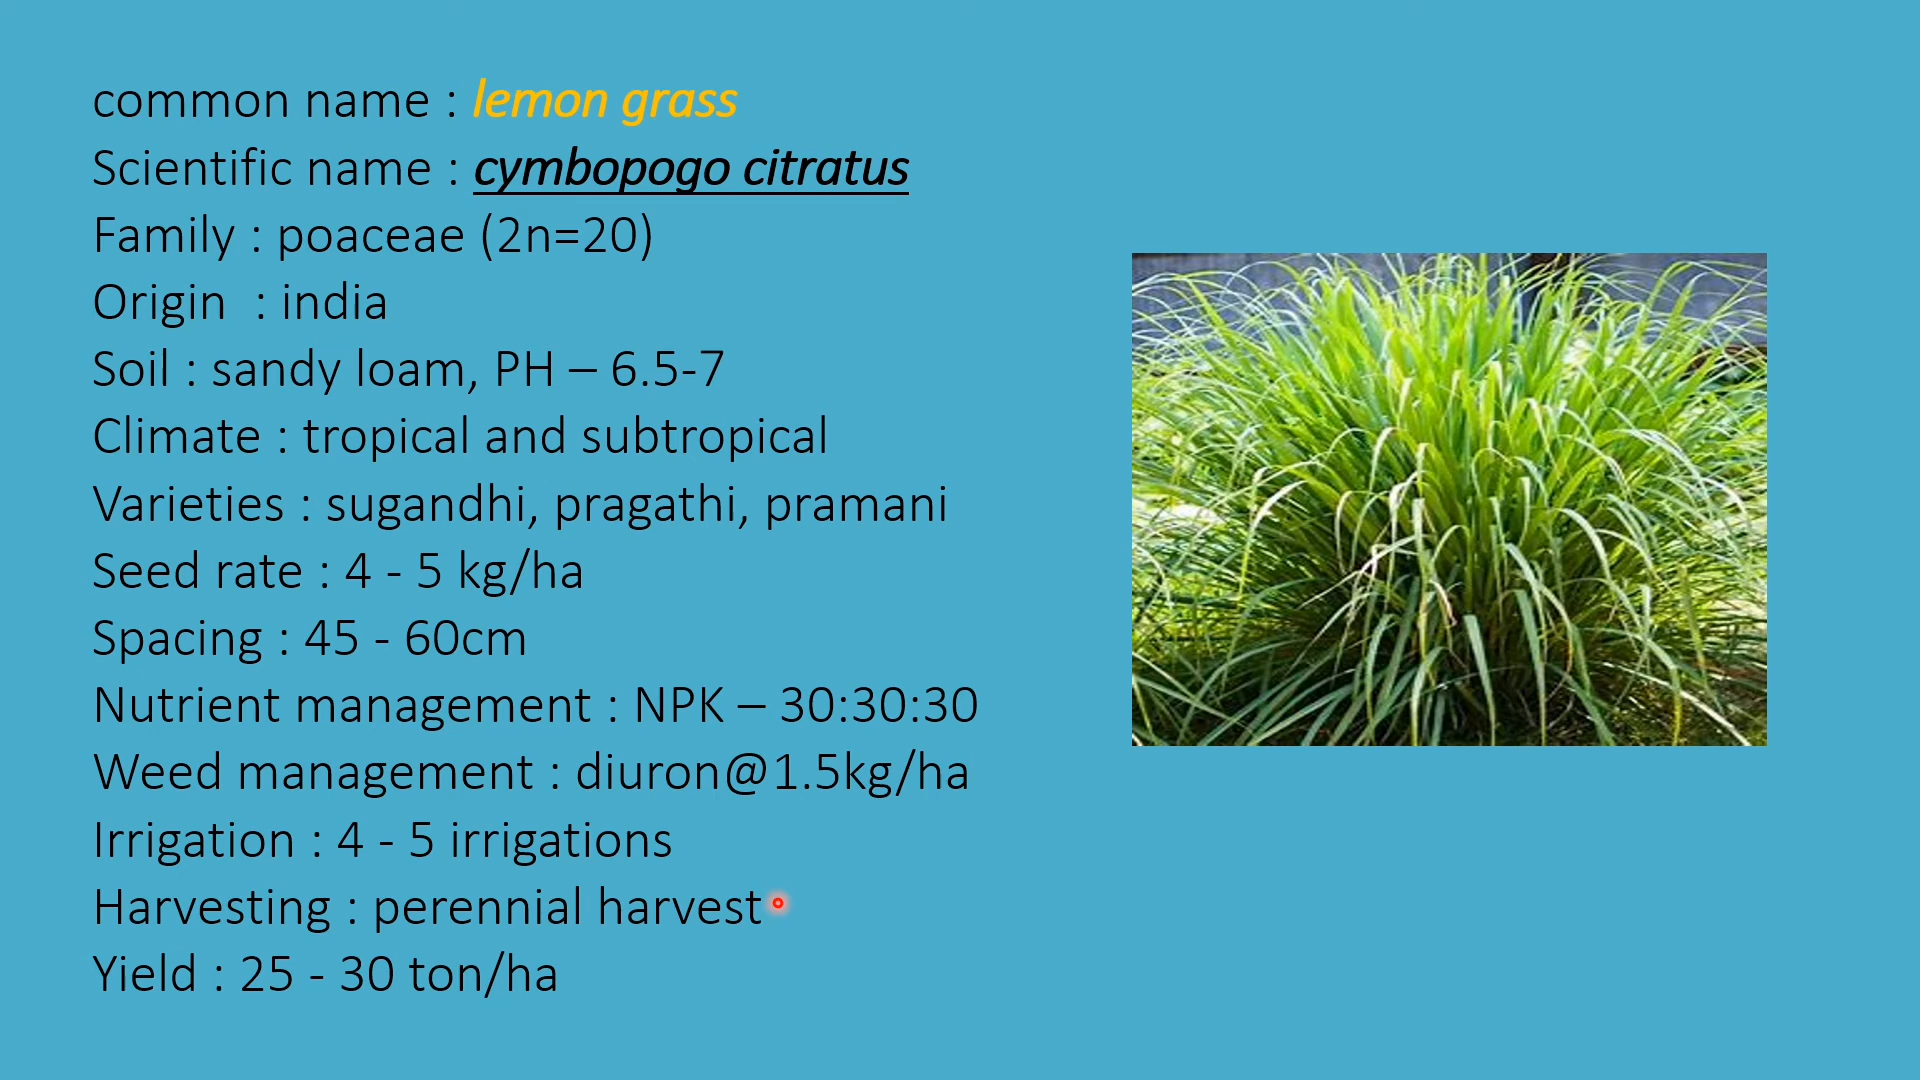 common name : lemon grass
Scientific name : cymbopogo citratus
Family : poaceae (2n=20)
Origin  : india
Soil : sandy loam, PH – 6.5-7
Climate : tropical and subtropical
Varieties : sugandhi, pragathi, pramani
Seed rate : 4 - 5 kg/ha
Spacing : 45 - 60cm
Nutrient management : NPK – 30:30:30
Weed management : diuron@1.5kg/ha
Irrigation : 4 - 5 irrigations
Harvesting : perennial harvest
Yield : 25 - 30 ton/ha